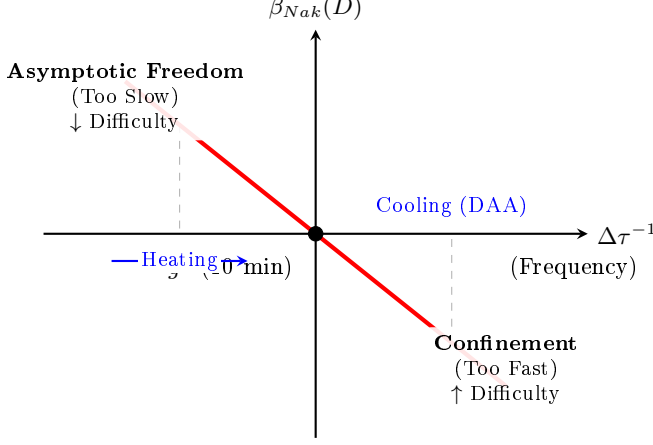 β_Nak(D)
Asymptotic Freedom
(Too Slow)
↓ Difficulty
Cooling (DAA)
Δτ⁻¹
(Frequency)
Heating
min)
Confinement
(Too Fast)
↑ Difficulty